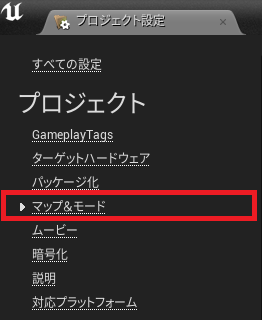 プロジェクト設定
すべての設定
プロジェクト
GameplayTags
ターゲットハードウェア
パッケージ化
マップ&モード
ムービー
暗号化
説明
対応プラットフォーム